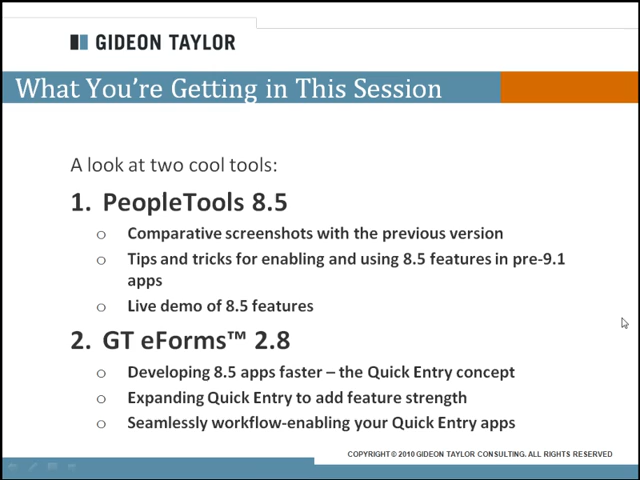 GIDEON TAYLOR
What You're Getting in This Session
A look at two cool tools:
1. PeopleTools 8.5
o Comparative screenshots with the previous version
o Tips and tricks for enabling and using 8.5 features in pre-9.1
apps
o Live demo of 8.5 features
2. GT eForms™ 2.8
o Developing 8.5 apps faster – the Quick Entry concept
o Expanding Quick Entry to add feature strength
o Seamlessly workflow-enabling your Quick Entry apps
COPYRIGHT © 2010 GIDEON TAYLOR CONSULTING. ALL RIGHTS RESERVED